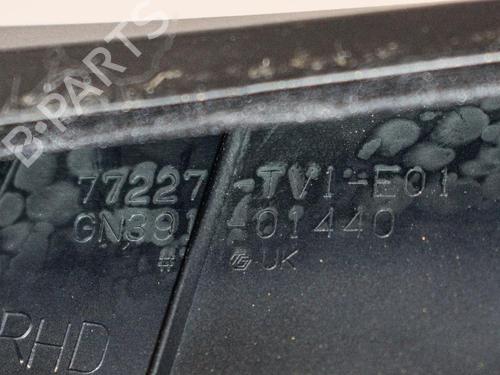 B-PARTS
77227-TV1-E01
GN391-01440
# UK
RHD